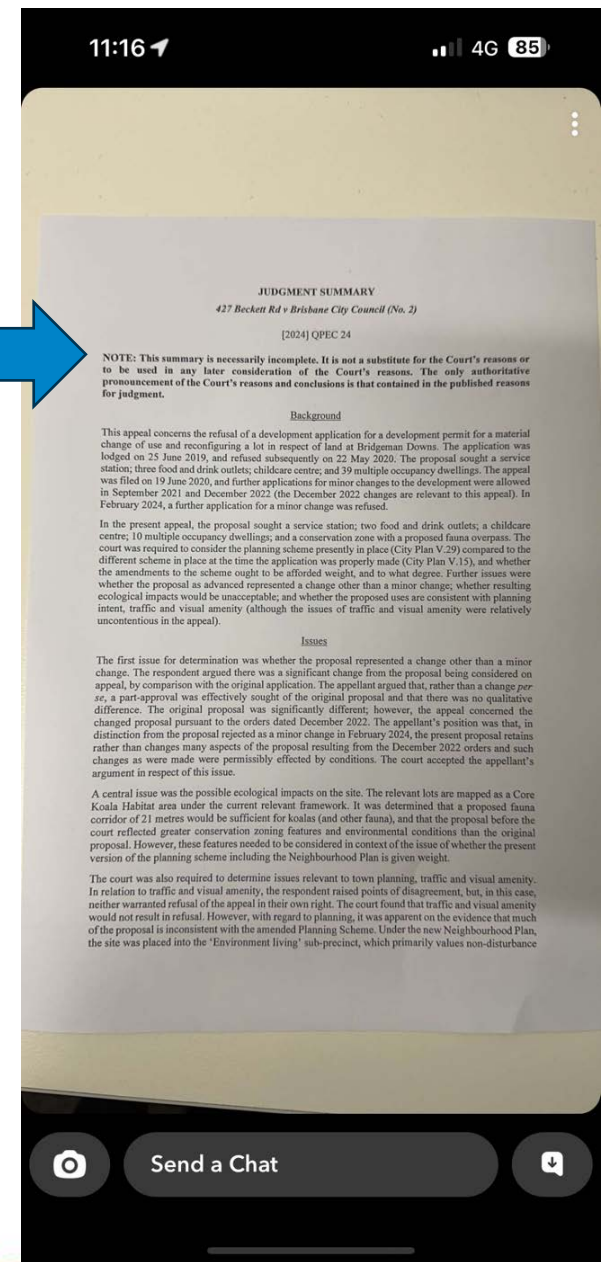 11:16
4G 85
JUDGMENT SUMMARY
427 Beckett Rd v Brisbane City Council (No. 2)
[2024] QPEC 24
NOTE: This summary is necessarily incomplete. It is not a substitute for the Court's reasons or
to be used in any later consideration of the Court's reasons. The only authoritative
pronouncement of the Court's reasons and conclusions is that contained in the published reasons
for judgment.
Background
This appeal concerns the refusal of a development application for a development permit for a material
change of use and reconfiguring a lot in respect of land at Bridgeman Downs. The application was
lodged on 25 June 2019, and refused subsequently on 22 May 2020. The proposal sought a service
station; three food and drink outlets; childcare centre; and 39 multiple occupancy dwellings. The appeal
was filed on 19 June 2020, and further applications for minor changes to the development were allowed
in September 2021 and December 2022 (the December 2022 changes are relevant to this appeal). In
February 2024, a further application for a minor change was refused.
In the present appeal, the proposal sought a service station; two food and drink outlets; a childcare
centre; 10 multiple occupancy dwellings; and a conservation zone with a proposed fauna overpass. The
court was required to consider the planning scheme presently in place (City Plan V.29) compared to the
different scheme in place at the time the application was properly made (City Plan V.15), and whether
the amendments to the scheme ought to be afforded weight, and to what degree. Further issues were
whether the proposal as advanced represented a change other than a minor change; whether resulting
ecological impacts would be unacceptable; and whether the proposed uses are consistent with planning
intent, traffic and visual amenity (although the issues of traffic and visual amenity were relatively
uncontentious in the appeal).
Issues
The first issue for determination was whether the proposal represented a change other than a minor
change. The respondent argued there was a significant change from the proposal being considered on
appeal, by comparison with the original application. The appellant argued that, rather than a change per
se, a part-approval was effectively sought of the original proposal and that there was no qualitative
difference. The original proposal was significantly different; however, the appeal concerned the
changed proposal pursuant to the orders dated December 2022. The appellant's position was that, in
distinction from the proposal rejected as a minor change in February 2024, the present proposal retains
rather than changes many aspects of the proposal resulting from the December 2022 orders and such
changes as were made were permissibly effected by conditions. The court accepted the appellant's
argument in respect of this issue.
A central issue was the possible ecological impacts on the site. The relevant lots are mapped as a Core
Koala Habitat area under the current relevant framework. It was determined that a proposed fauna
corridor of 21 metres would be sufficient for koalas (and other fauna), and that the proposal before the
court reflected greater conservation zoning features and environmental conditions than the original
proposal. However, these features needed to be considered in context of the issue of whether the present
version of the planning scheme including the Neighbourhood Plan is given weight.
The court was also required to determine issues relevant to town planning, traffic and visual amenity.
In relation to traffic and visual amenity, the respondent raised points of disagreement, but, in this case,
neither warranted refusal of the appeal in their own right. The court found that traffic and visual amenity
would not result in refusal. However, with regard to planning, it was apparent on the evidence that much
of the proposal is inconsistent with the amended Planning Scheme. Under the new Neighbourhood Plan,
the site was placed into the 'Environment living' sub-precinct, which primarily values non-disturbance
Send a Chat